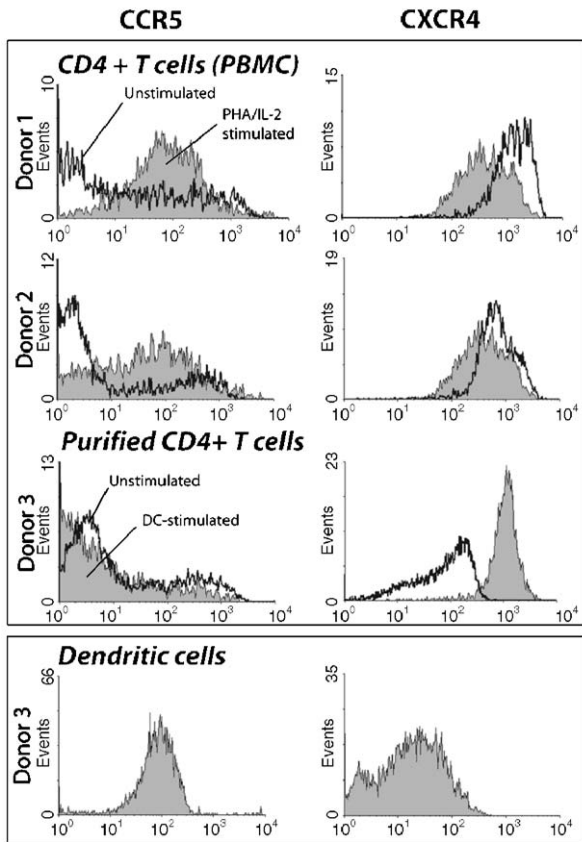 CCR5 CXCR4
CD4 + T cells (PBMC)
Donor 1
Events
0 10
Unstimulated
PHA/IL-2
stimulated
10⁰ 10¹ 10² 10³ 10⁴
Events
0 15
10⁰ 10¹ 10² 10³ 10⁴
Donor 2
Events
0 12
10⁰ 10¹ 10² 10³ 10⁴
Events
0 19
10⁰ 10¹ 10² 10³ 10⁴
Purified CD4+ T cells
Donor 3
Events
0 13
Unstimulated
DC-stimulated
10⁰ 10¹ 10² 10³ 10⁴
Events
0 23
10⁰ 10¹ 10² 10³ 10⁴
Dendritic cells
Donor 3
Events
0 66
10⁰ 10¹ 10² 10³ 10⁴
Events
0 35
10⁰ 10¹ 10² 10³ 10⁴